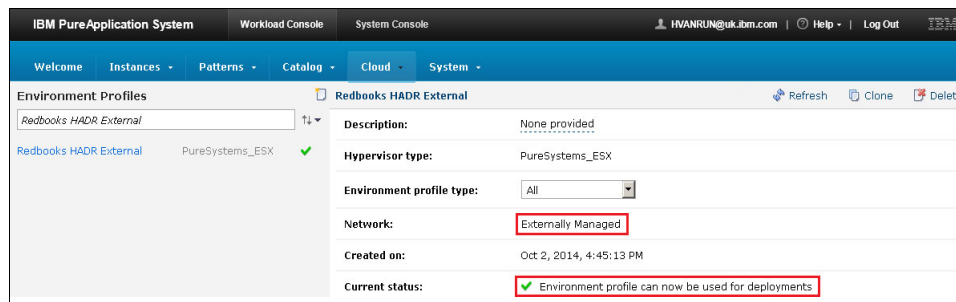 IBM PureApplication System Workload Console System Console HVANRUN@uk.ibm.com | Help | Log Out IBM
Welcome Instances Patterns Catalog Cloud System
Environment Profiles
Redbooks HADR External
Redbooks HADR External PureSystems_ESX
Redbooks HADR External Refresh Clone Delet
Description: None provided
Hypervisor type: PureSystems_ESX
Environment profile type: All
Network: Externally Managed
Created on: Oct 2, 2014, 4:45:13 PM
Current status: Environment profile can now be used for deployments